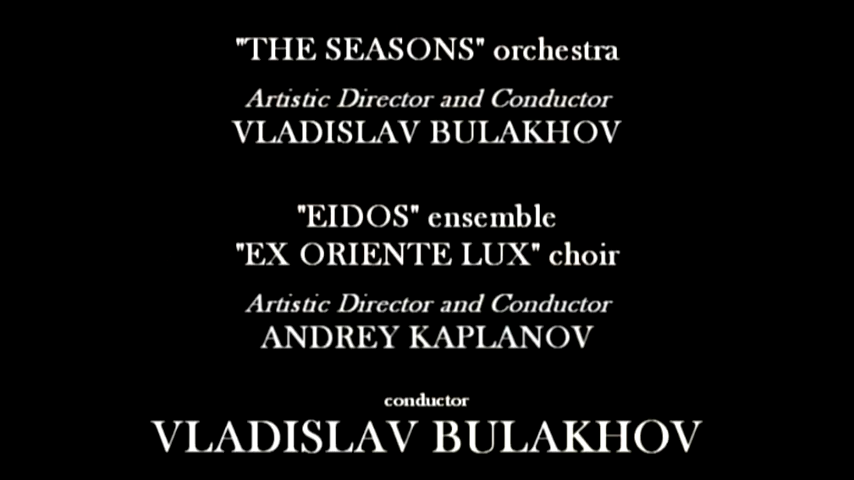 "THE SEASONS" orchestra
Artistic Director and Conductor
VLADISLAV BULAKHOV
"EIDOS" ensemble
"EX ORIENTE LUX" choir
Artistic Director and Conductor
ANDREY KAPLANOV
conductor
VLADISLAV BULAKHOV